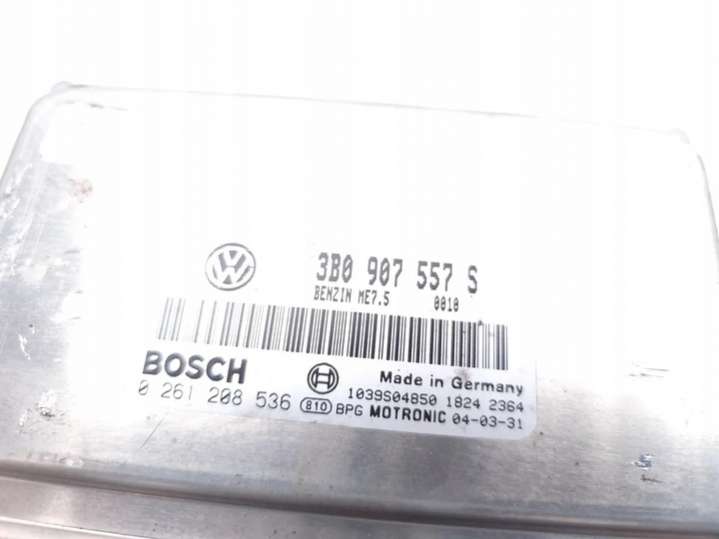 3B0 907 557 S
BENZIN ME7.5 0010
BOSCH
Made in Germany
0 261 208 536
1039S04850 1824 2364
810 BPG MOTRONIC 04-03-31